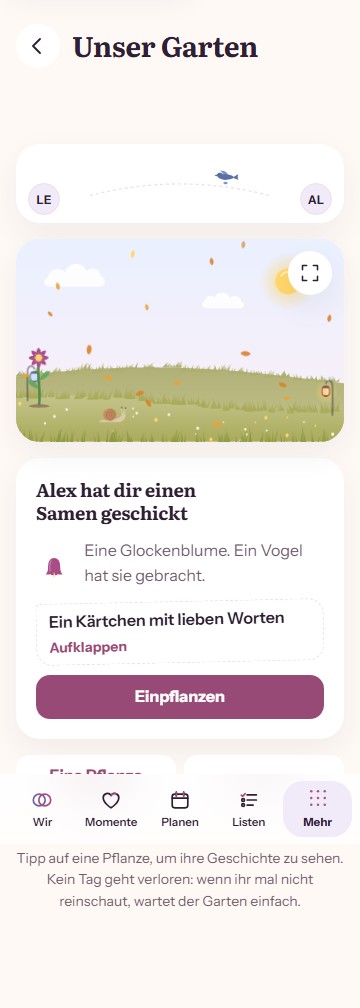 Unser Garten
LE
AL
Alex hat dir einen
Samen geschickt
Eine Glockenblume. Ein Vogel
hat sie gebracht.
Ein Kärtchen mit lieben Worten
Aufklappen
Einpflanzen
Eine Pflanze
Wir
Momente
Planen
Listen
Mehr
Tipp auf eine Pflanze, um ihre Geschichte zu sehen.
Kein Tag geht verloren: wenn ihr mal nicht
reinschaut, wartet der Garten einfach.